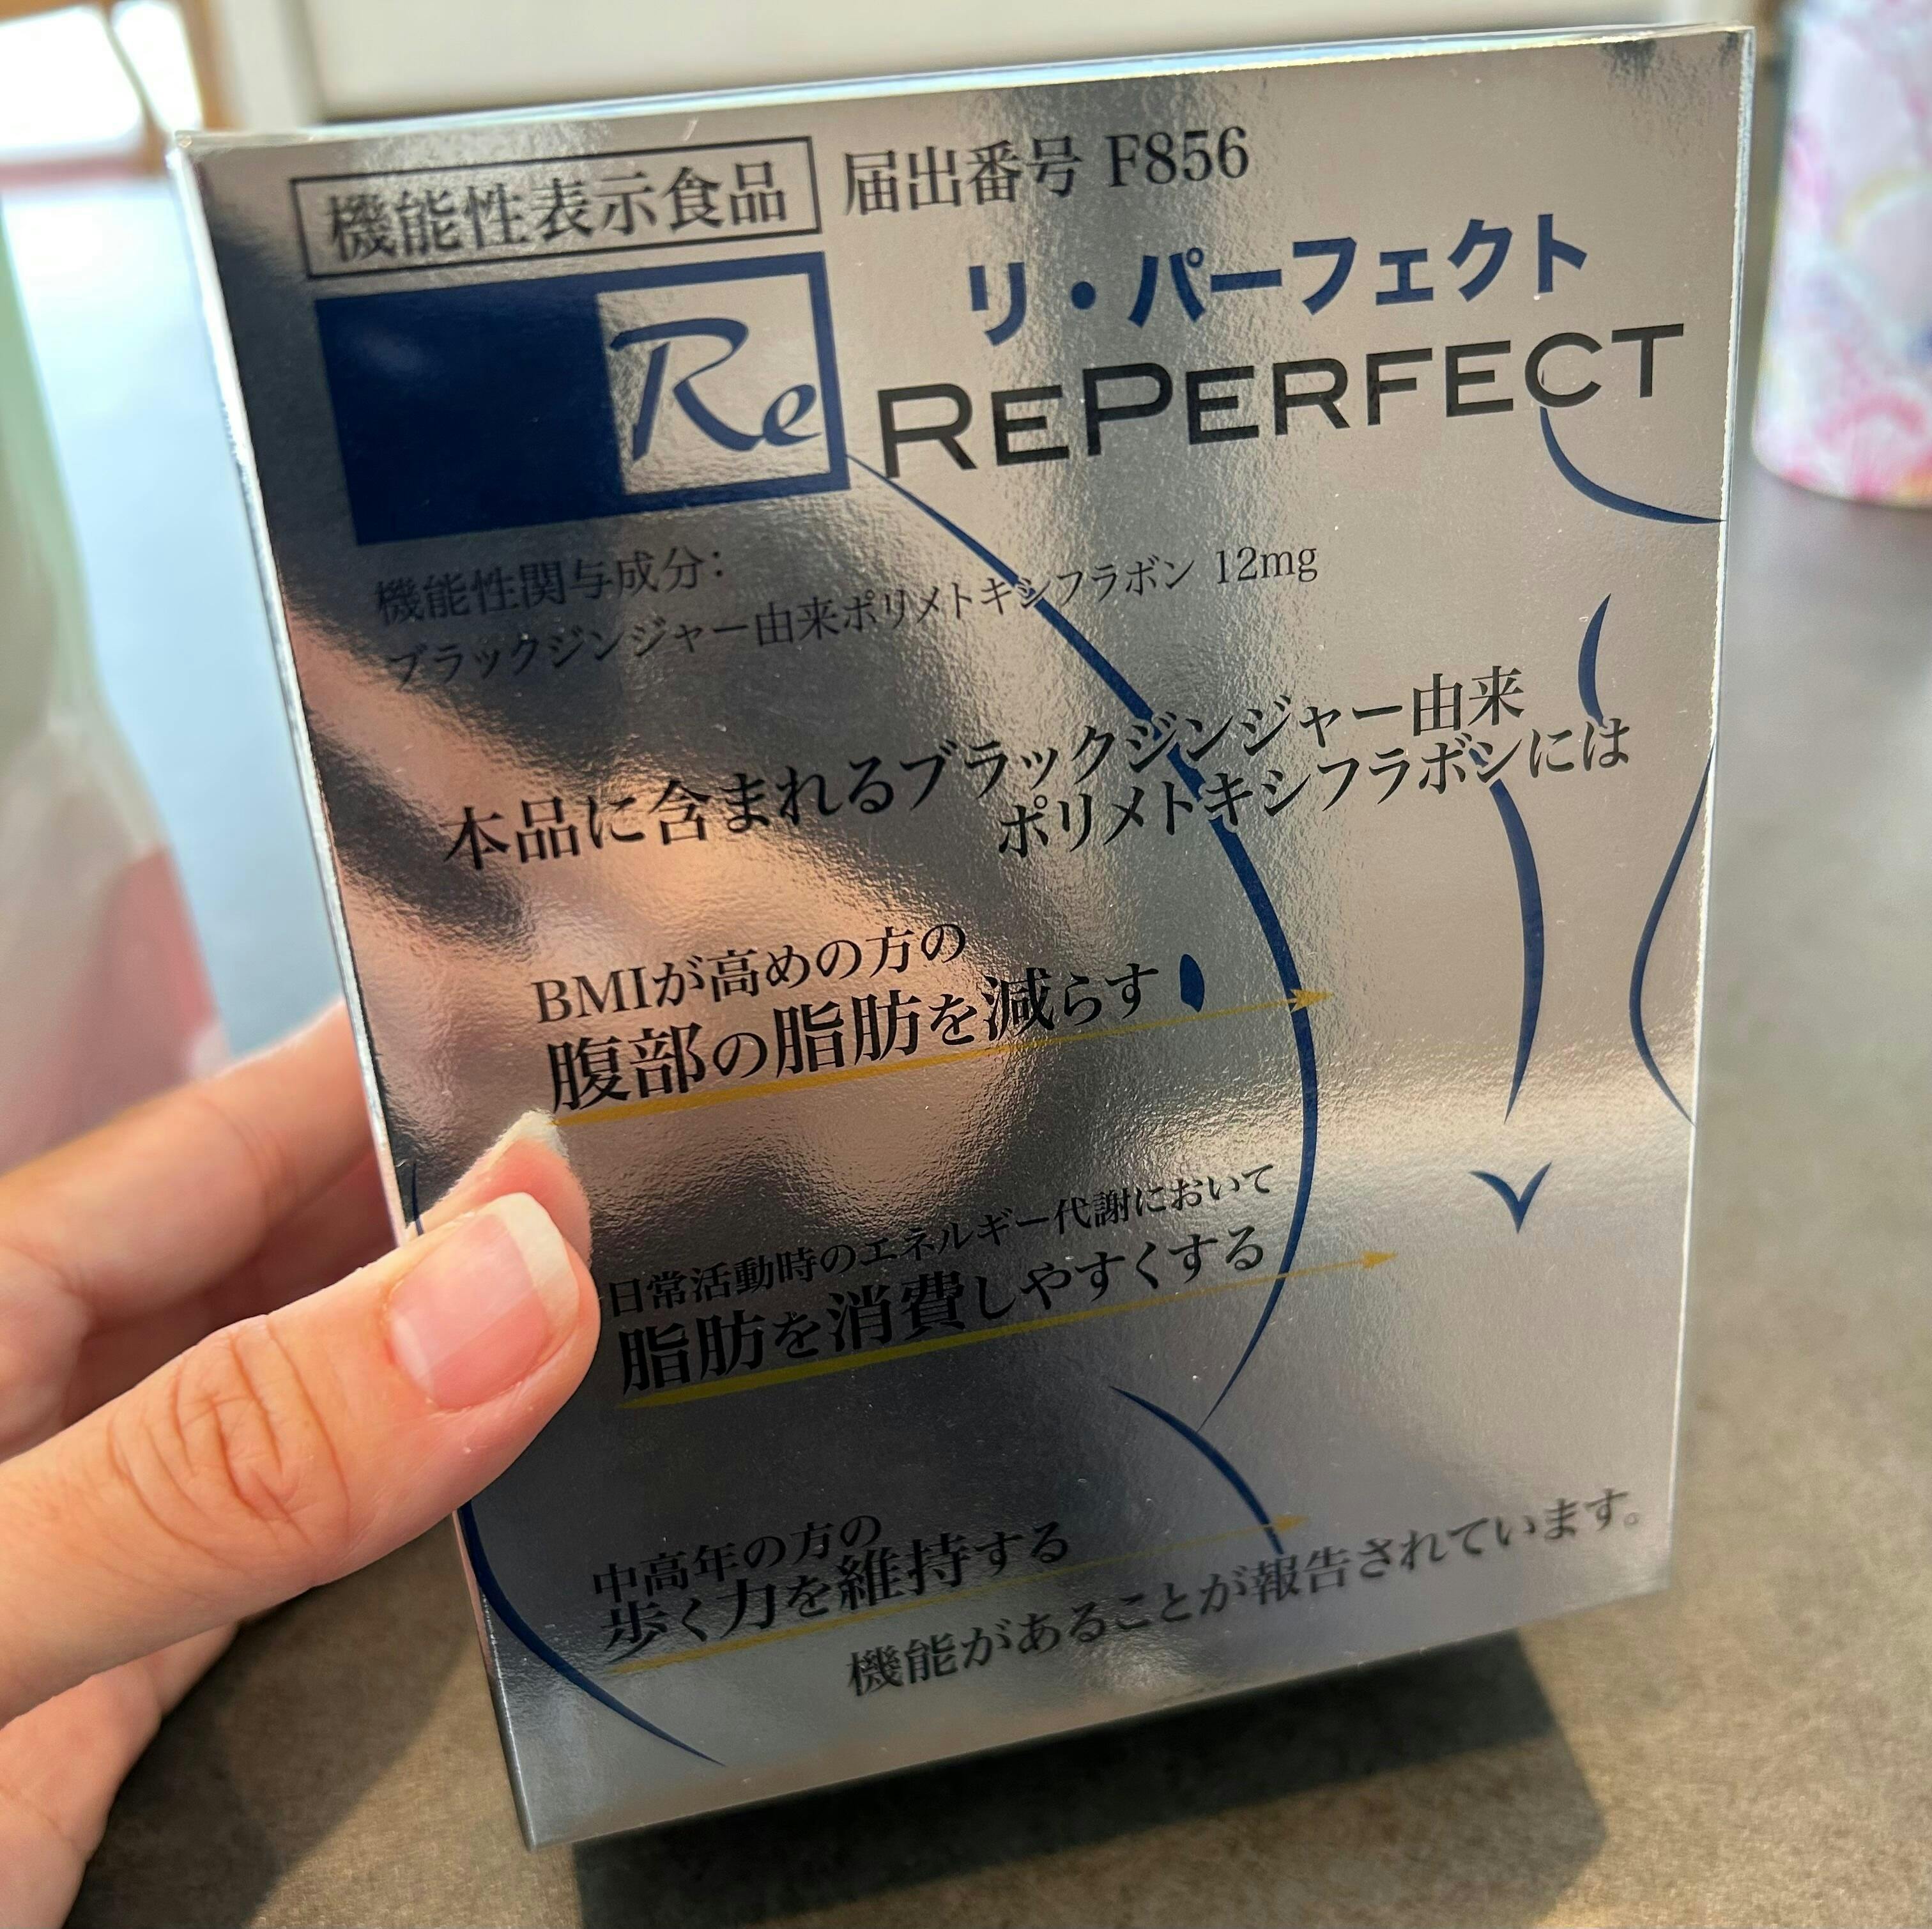 機能性表示食品 届出番号 F856
リ・パーフェクト
Re REPERFECT
機能性関与成分:
ブラックジンジャー由来ポリメトキシフラボン 12mg
本品に含まれるブラックジンジャー由来
ポリメトキシフラボンには
BMIが高めの方の
腹部の脂肪を減らす
日常活動時のエネルギー代謝において
脂肪を消費しやすくする
中高年の方の
歩く力を維持する
機能があることが報告されています。